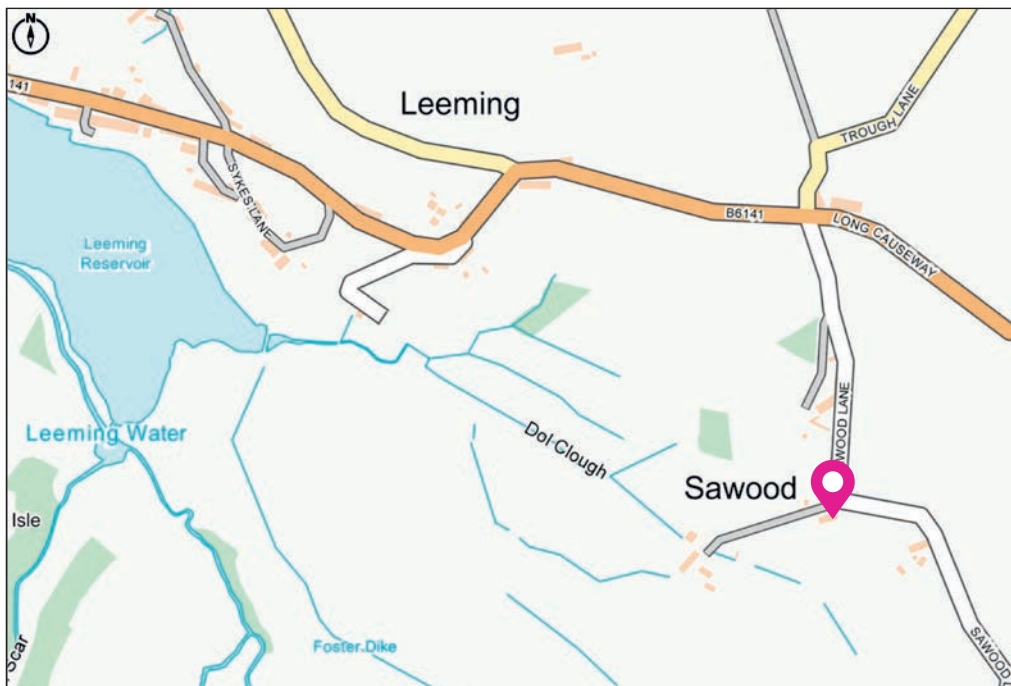 N
141
Leeming
TROUGH LANE
SYKES LANE
B6141
LONG CAUSEWAY
Leeming
Reservoir
WOOD LANE
Leeming Water
Dol Clough
Sawood
Isle
Scar
Foster Dike
SAWOOD